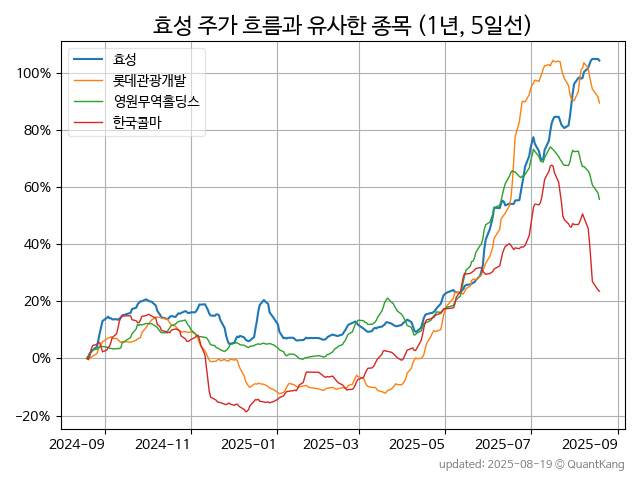 효성 주가 흐름과 유사한 종목 (1년, 5일선)
효성
롯데관광개발
영원무역홀딩스
한국콜마
100%
80%
60%
40%
20%
0%
−20%
2024-09
2024-11
2025-01
2025-03
2025-05
2025-07
2025-09
updated: 2025-08-19 © QuantKang